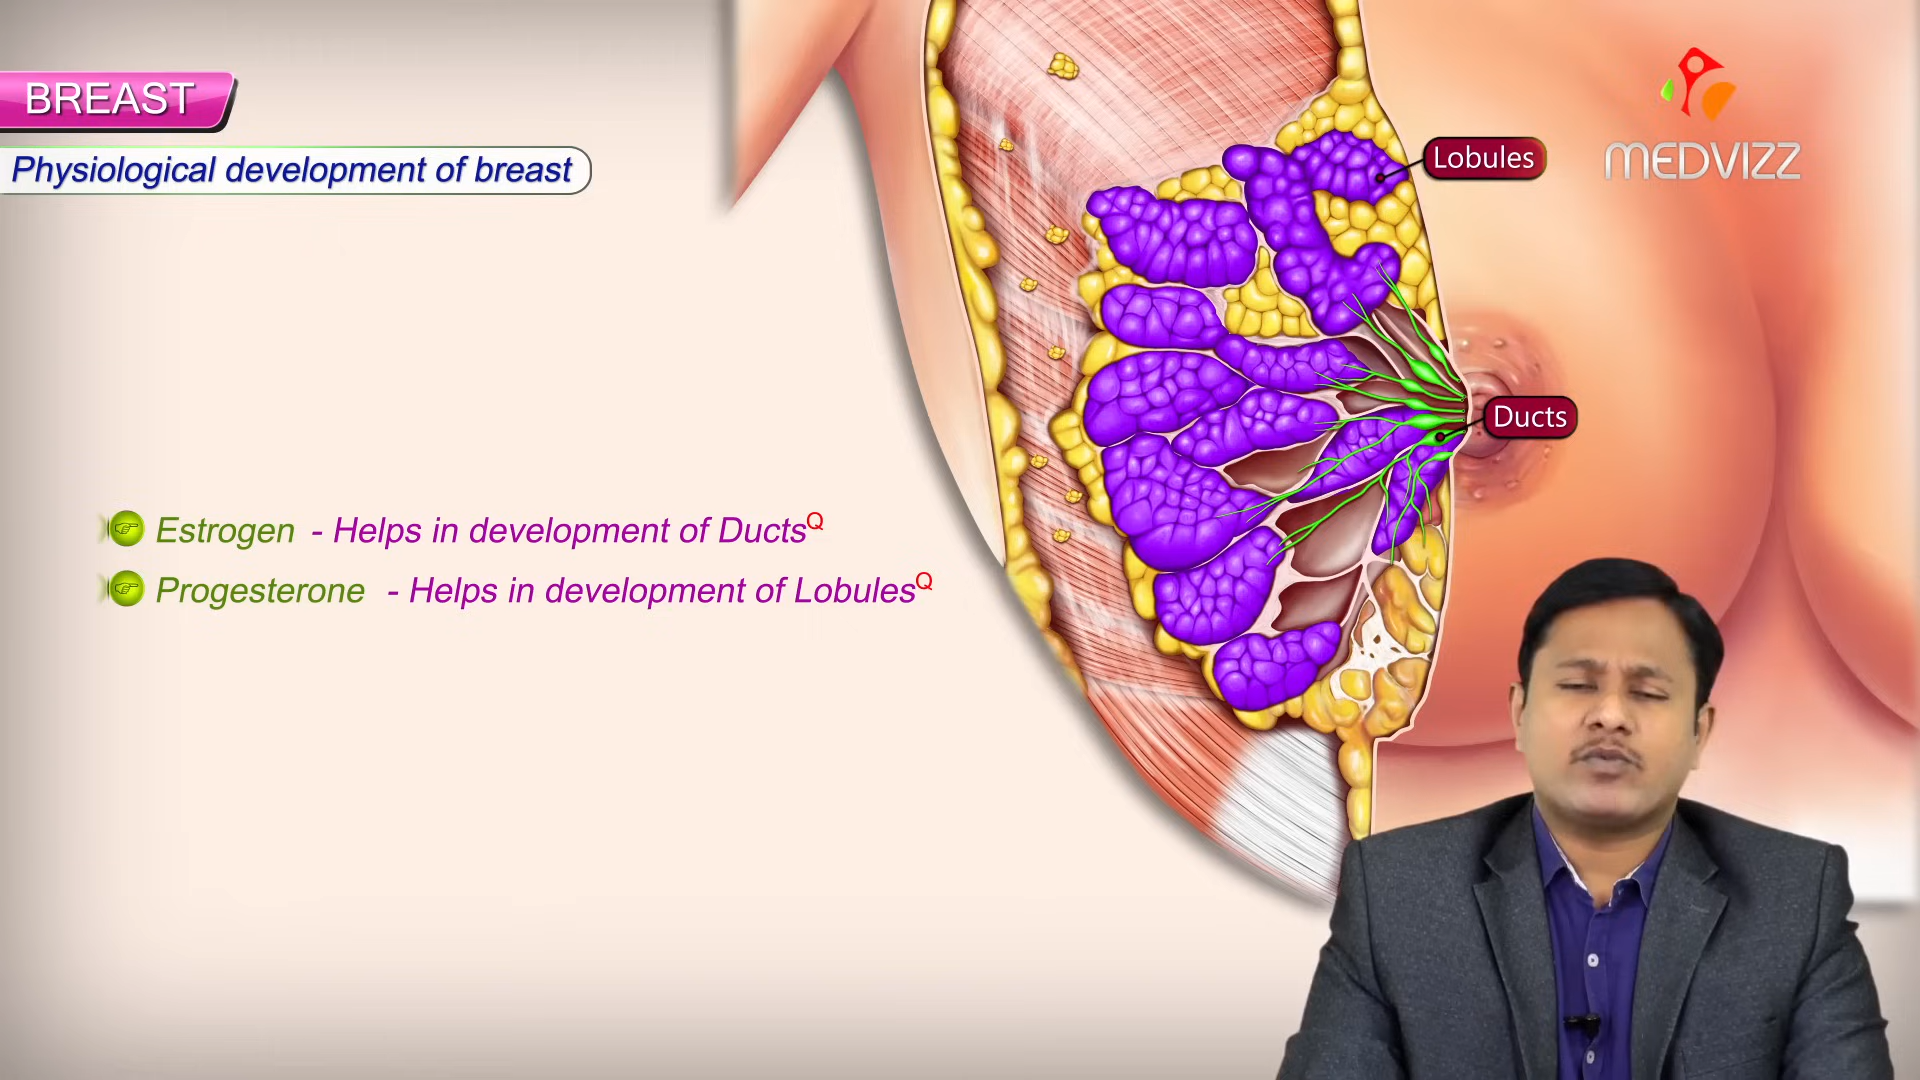 BREAST
Physiological development of breast
Lobules
MEDVIZZ
Ducts
Estrogen - Helps in development of DuctsQ
Progesterone - Helps in development of LobulesQ